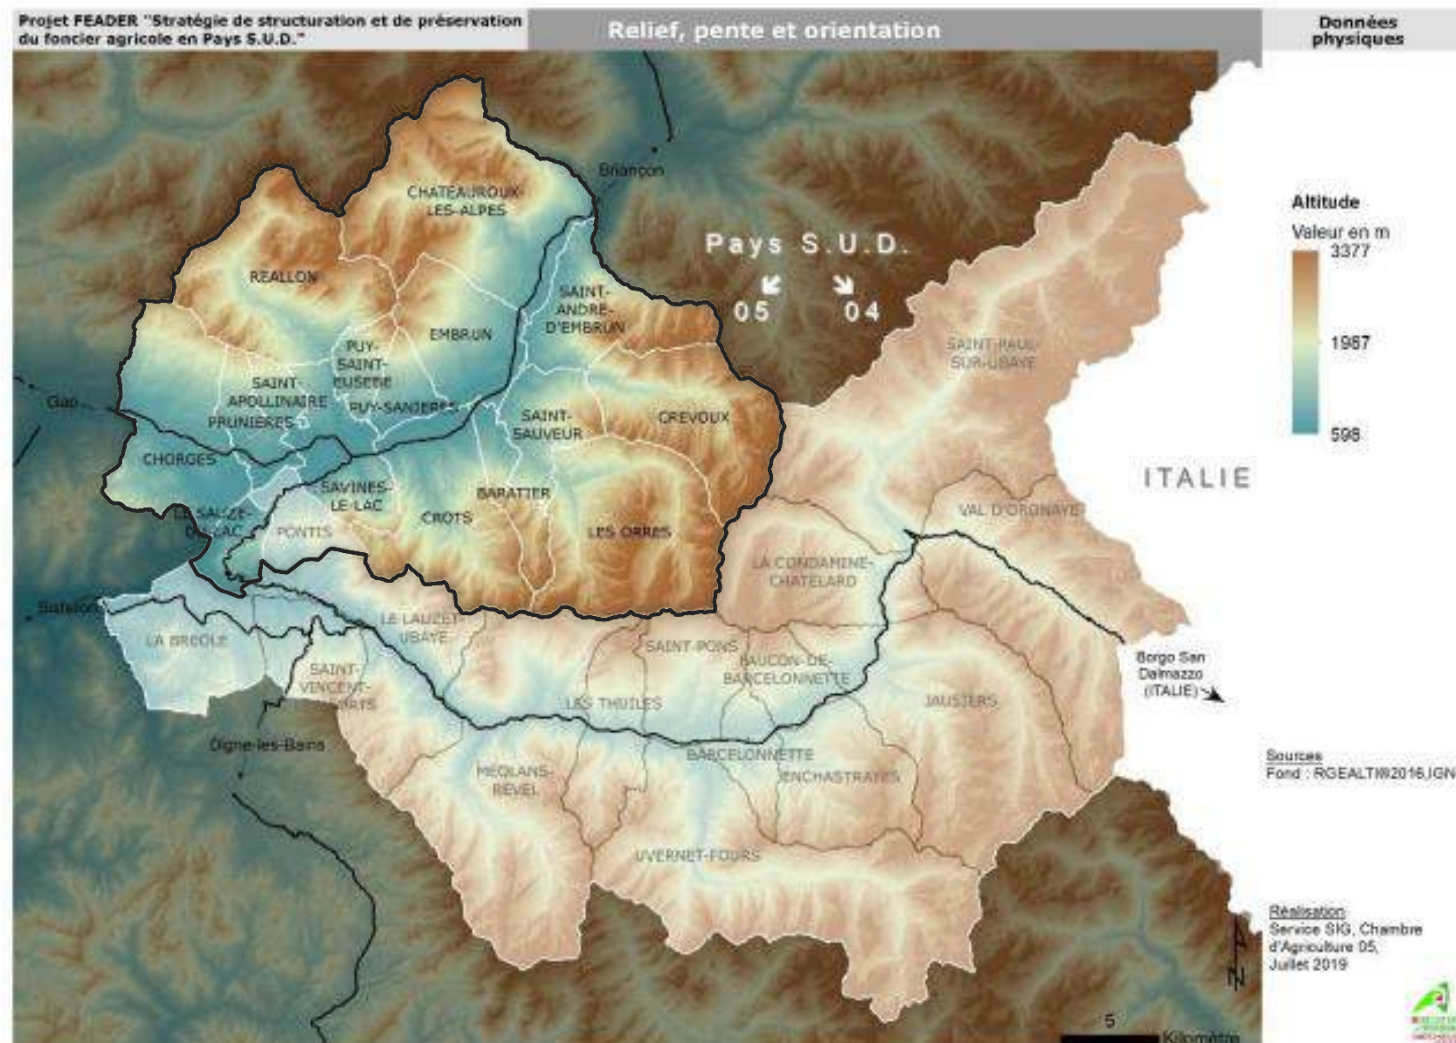 Projet FEADER "Stratégie de structuration et de préservation
du foncier agricole en Pays S.U.D."
Relief, pente et orientation
Données
physiques
Briançon
CHATEAUROUX-
LES-ALPES
Pays S.U.D.
05
04
Altitude
Valeur en m
3377
1987
598
REALLON
SAINT-
ANDRE-
D'EMBRUN
EMBRUN
PUY-
SAINT-
EUSEBE
SAINT-
APOLLINAIRE
PUY-SANIERES
PRUNIERES
Gap
SAINT-
SAUVEUR
CREVOUX
SAINT-PAUL-
SUR-UBAYE
CHORGES
SAVINES-
LE-LAC
BARATIER
CROTS
LE SAUZE-
DU-LAC
PONTIS
LES ORRES
ITALIE
VAL D'ORONAYE
LA CONDAMINE-
CHATELARD
Sisteron
LA BREOLE
LE LAUZET-
UBAYE
SAINT-
VINCENT-
SAINT-PONS
FAUCON-DE-
BARCELONNETTE
LES THUILES
JAUSIERS
Borgo San
Dalmazzo
(ITALIE)
Digne-les-Bains
BARCELONNETTE
MEOLANS-
REVEL
ENCHASTRAYES
UVERNET-FOURS
Sources
Fond : RGEALTI®2016,IGN
Réalisation
Service SIG, Chambre
d'Agriculture 05,
Juillet 2019
N
5
Kilomètre